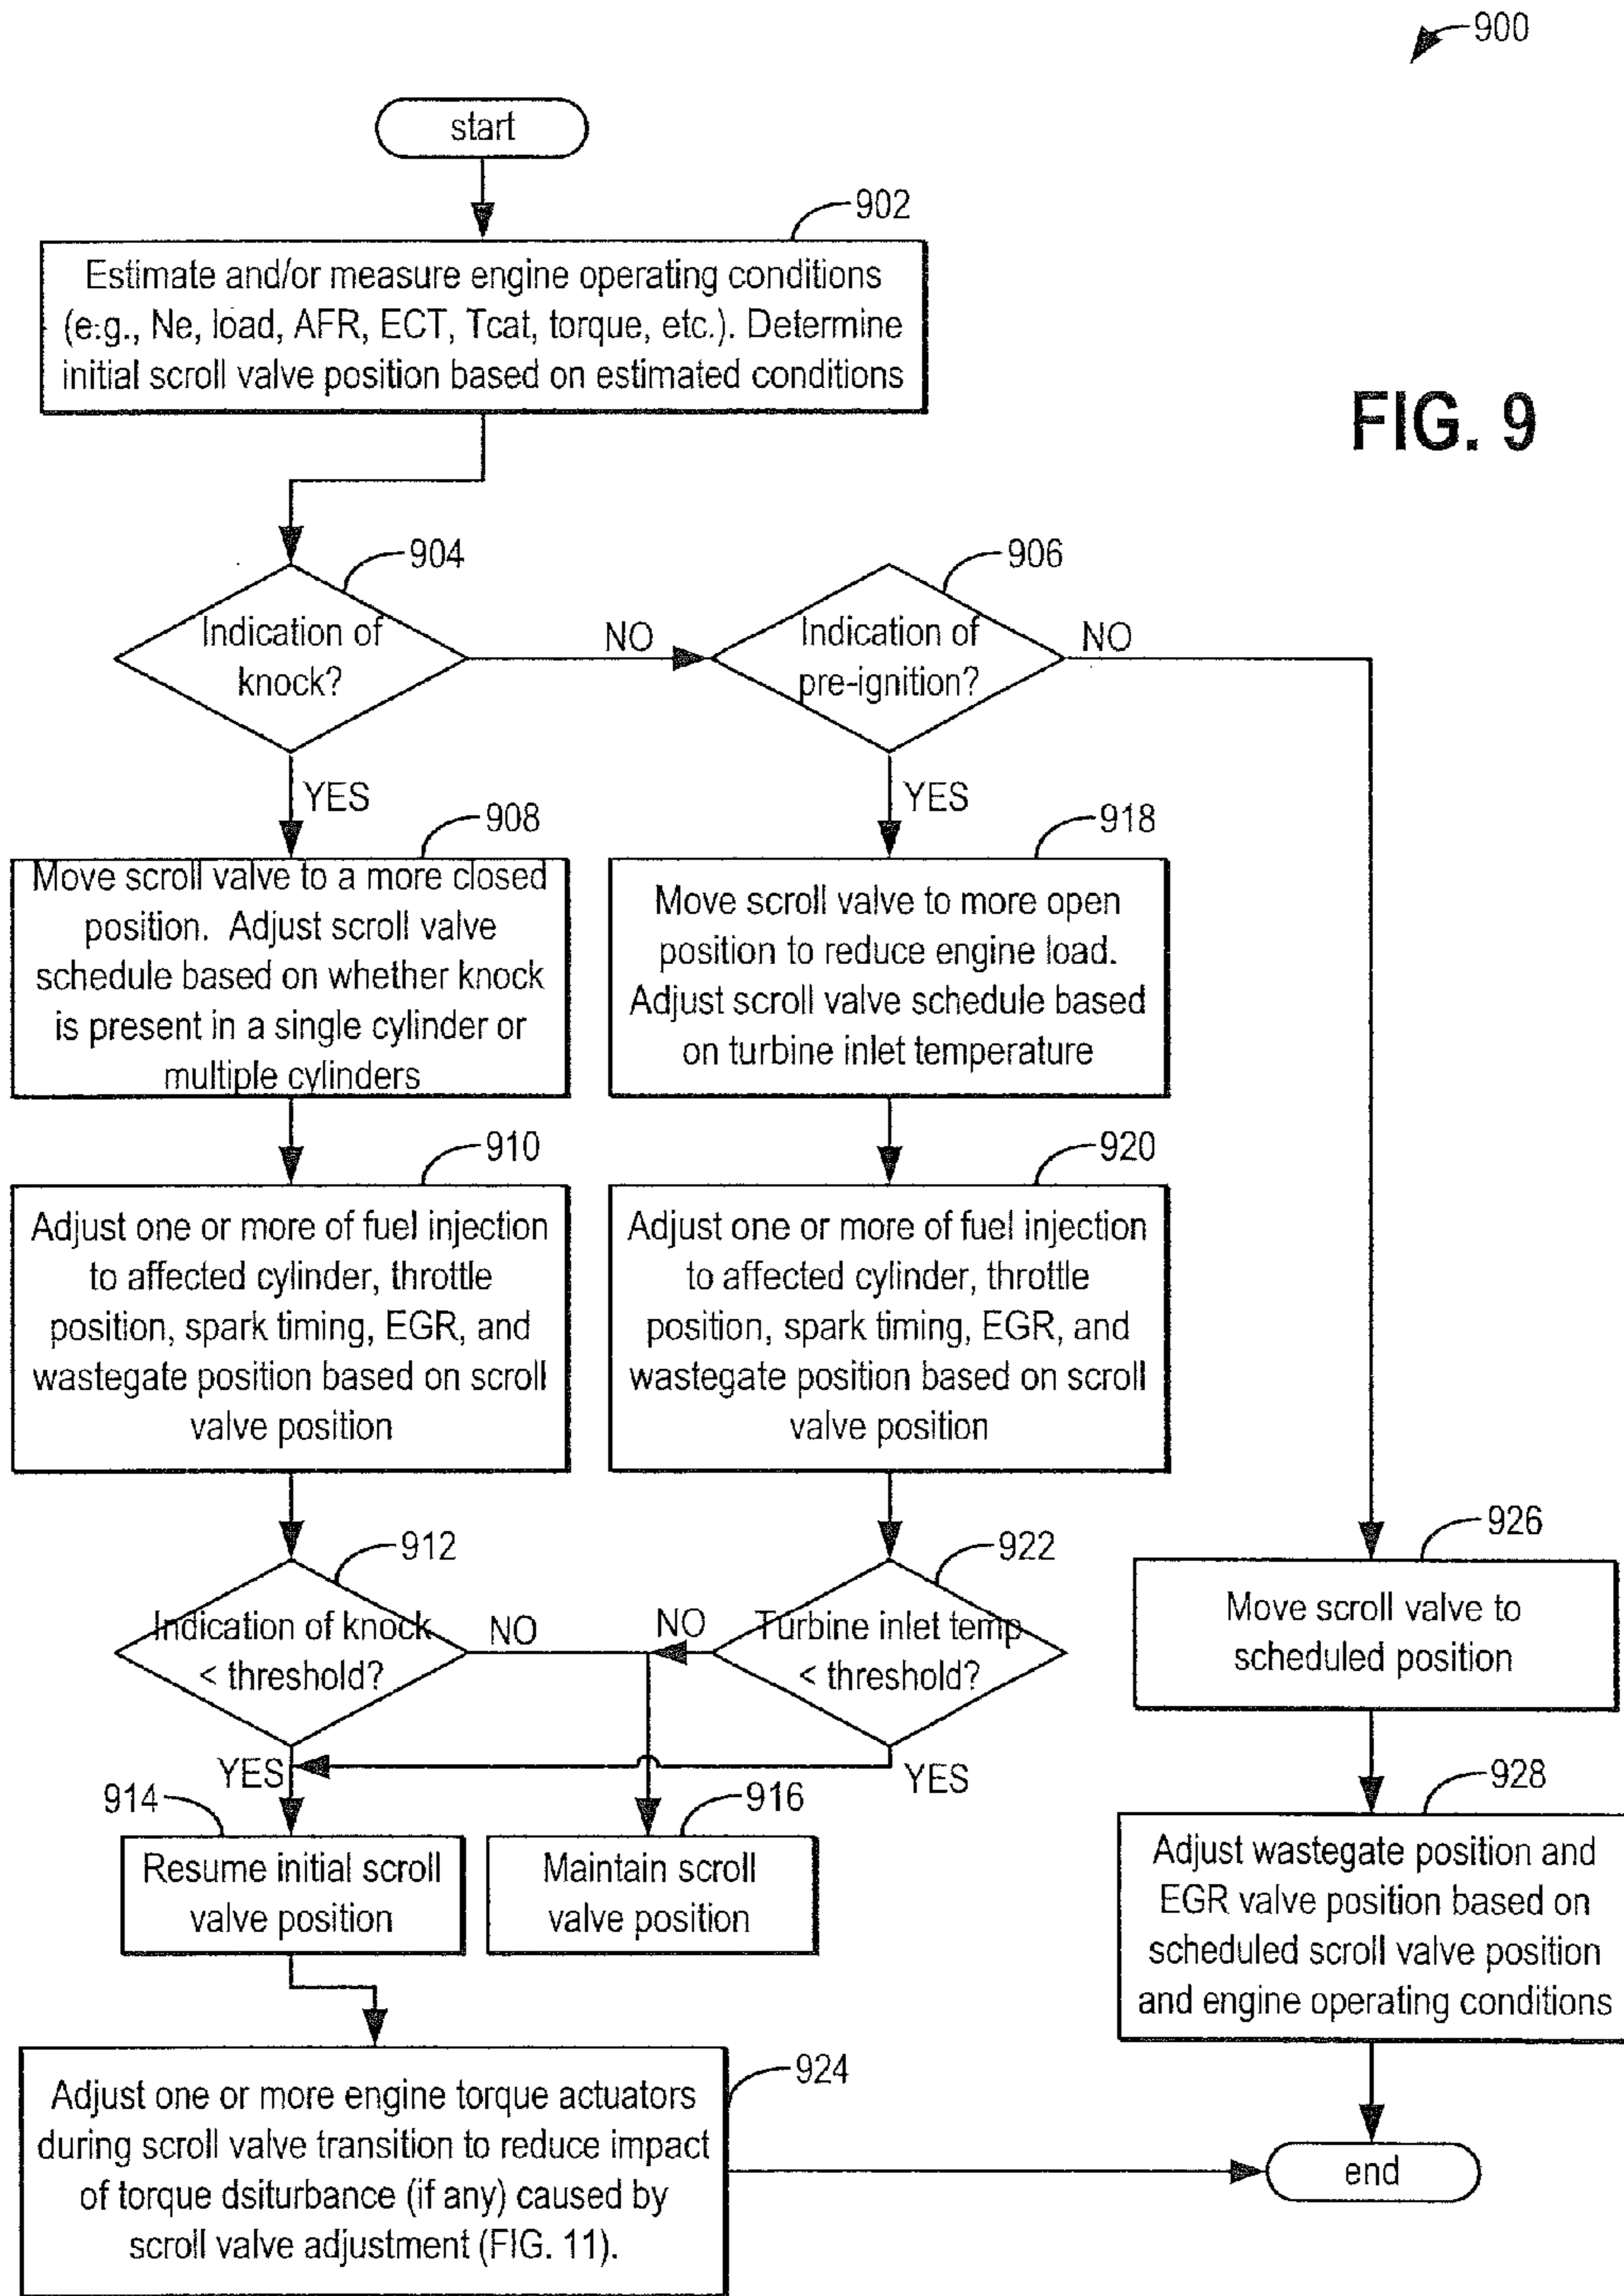 900
start
902
Estimate and/or measure engine operating conditions
(e.g., Ne, load, AFR, ECT, Tcat, torque, etc.). Determine
initial scroll valve position based on estimated conditions
FIG. 9
904
Indication of
knock?
NO
YES
906
Indication of
pre-ignition?
NO
YES
908
Move scroll valve to a more closed
position. Adjust scroll valve
schedule based on whether knock
is present in a single cylinder or
multiple cylinders
918
Move scroll valve to more open
position to reduce engine load.
Adjust scroll valve schedule based
on turbine inlet temperature
910
Adjust one or more of fuel injection
to affected cylinder, throttle
position, spark timing, EGR, and
wastegate position based on scroll
valve position
920
Adjust one or more of fuel injection
to affected cylinder, throttle
position, spark timing, EGR, and
wastegate position based on scroll
valve position
912
Indication of knock
< threshold?
NO
YES
922
Turbine inlet temp
< threshold?
NO
YES
926
Move scroll valve to
scheduled position
914
Resume initial scroll
valve position
916
Maintain scroll
valve position
928
Adjust wastegate position and
EGR valve position based on
scheduled scroll valve position
and engine operating conditions
924
Adjust one or more engine torque actuators
during scroll valve transition to reduce impact
of torque dsiturbance (if any) caused by
scroll valve adjustment (FIG. 11).
end